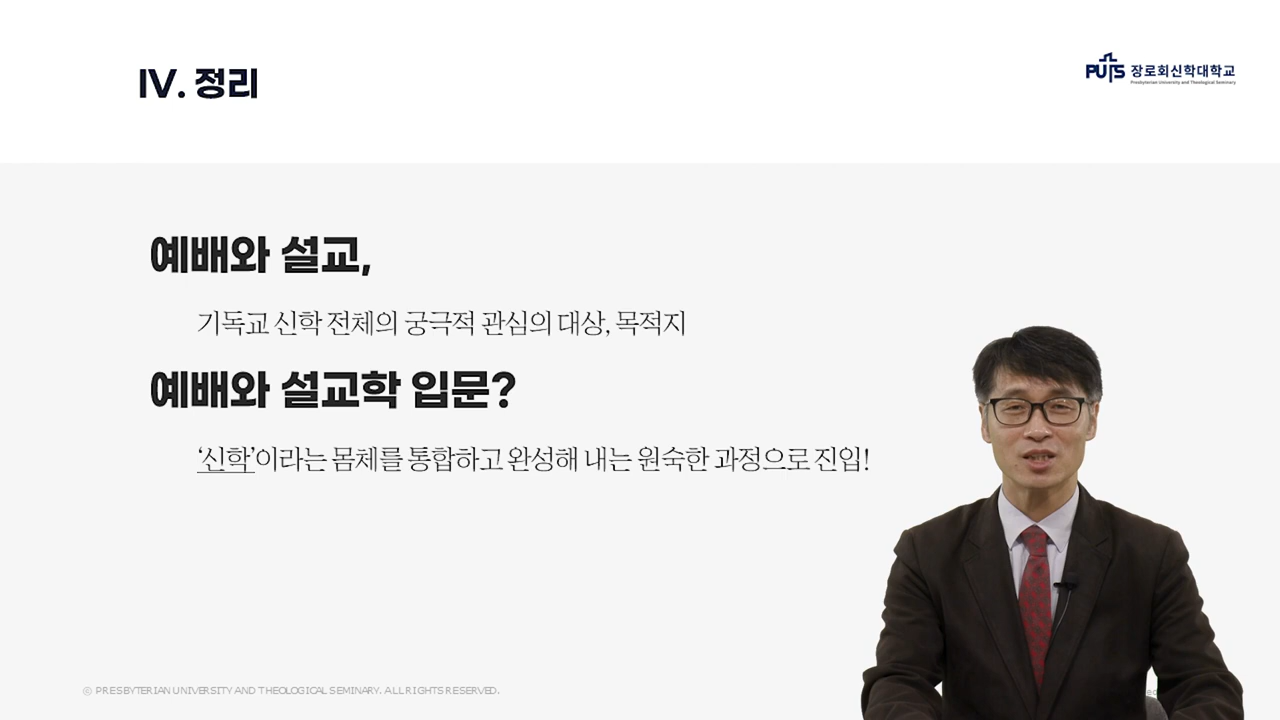 IV. 정리
PUTS 장로회신학대학교
Presbyterian University and Theological Seminary
예배와 설교,
기독교 신학 전체의 궁극적 관심의 대상, 목적지
예배와 설교학 입문?
‘신학’이라는 몸체를 통합하고 완성해 내는 원숙한 과정으로 진입!
© PRESBYTERIAN UNIVERSITY AND THEOLOGICAL SEMINARY. ALL RIGHTS RESERVED.